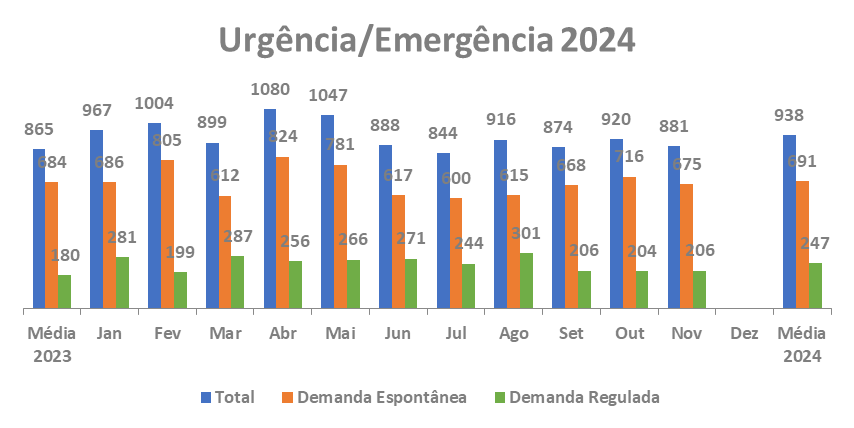 Urgência/Emergência 2024
865 684 180
967 686 281
1004 805 199
899 612 287
1080 824 256
1047 781 266
888 617 271
844 600 244
916 615 301
874 668 206
920 716 204
881 675 206
938 691 247
Média Jan Fev Mar Abr Mai Jun Jul Ago Set Out Nov Dez Média
2023 2024
Total Demanda Espontânea Demanda Regulada